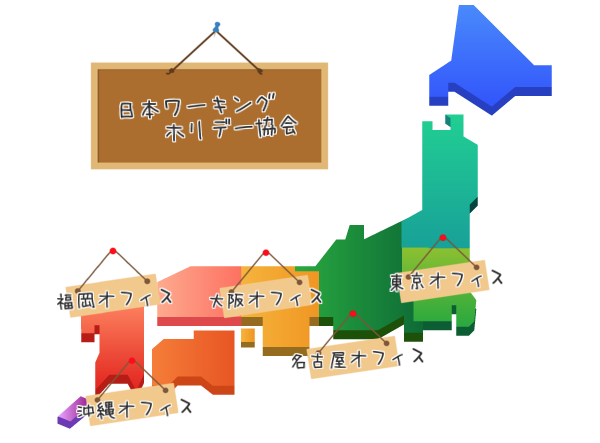 日本ワーキング
ホリデー協会
東京オフィス
福岡オフィス
大阪オフィス
名古屋オフィス
沖縄オフィス